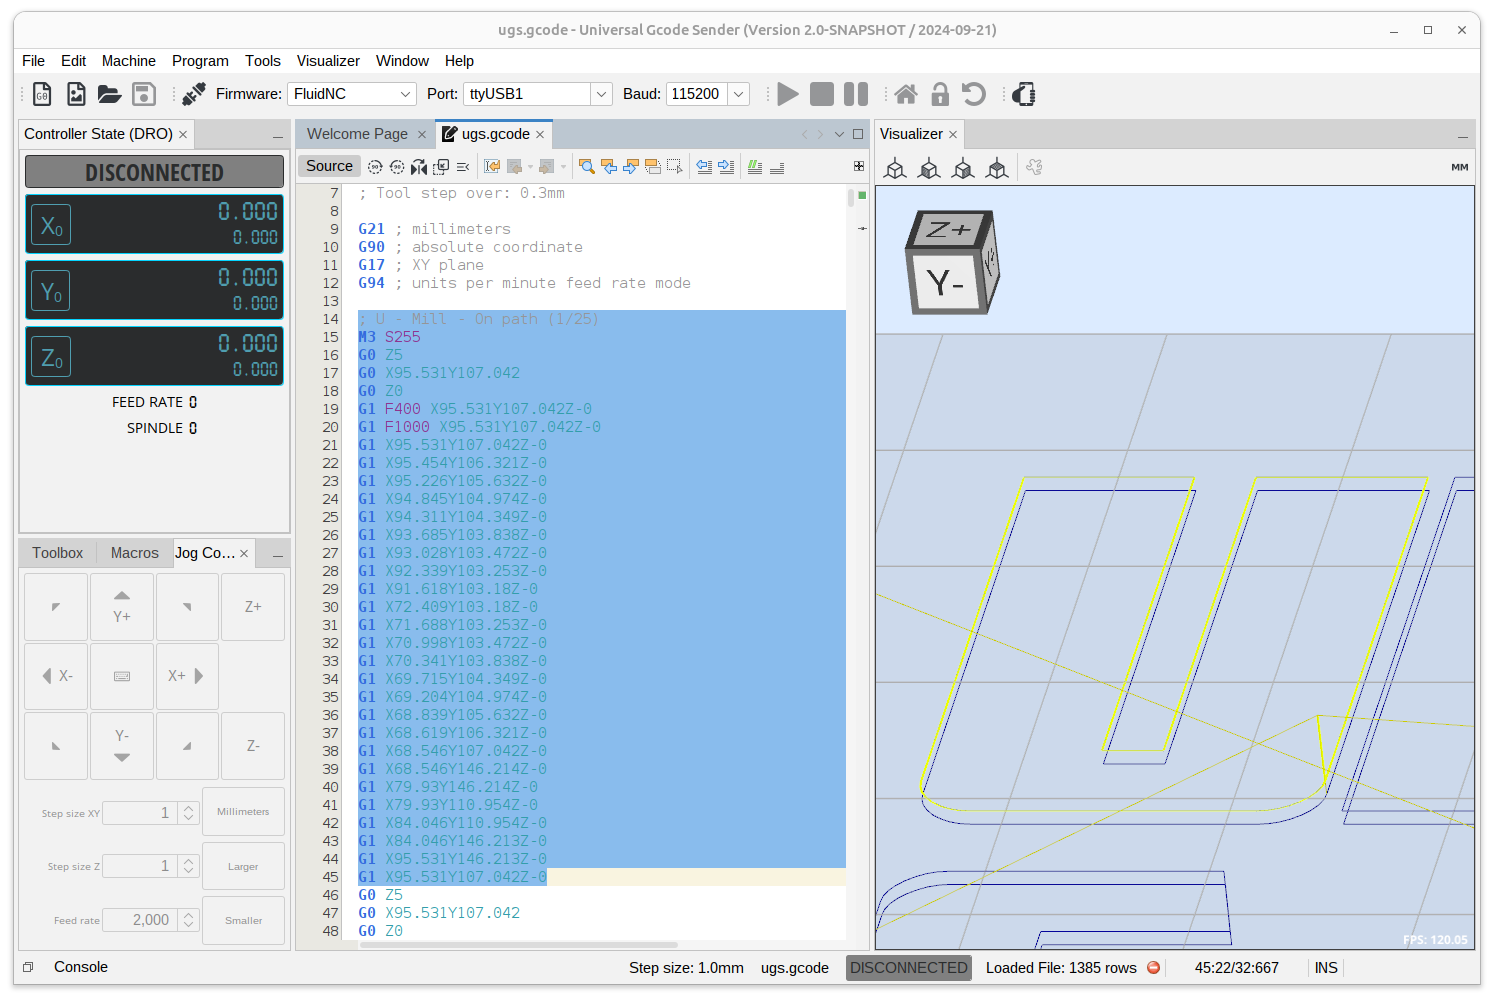 ugs.gcode - Universal Gcode Sender (Version 2.0-SNAPSHOT / 2024-09-21)
File Edit Machine Program Tools Visualizer Window Help
G0 Firmware: FluidNC Port: ttyUSB1 Baud: 115200
Controller State (DRO)
DISCONNECTED
X0 0.000
0.000
Y0 0.000
0.000
Z0 0.000
0.000
FEED RATE 0
SPINDLE 0
Toolbox Macros Jog Co...
Y+ Z+
X- X+
Y- Z-
Step size XY 1 Millimeters
Step size Z 1 Larger
Feed rate 2,000 Smaller
Welcome Page ugs.gcode
Source 90 90
7 ; Tool step over: 0.3mm
8
9 G21 ; millimeters
10 G90 ; absolute coordinate
11 G17 ; XY plane
12 G94 ; units per minute feed rate mode
13
14 ; U - Mill - On path (1/25)
15 M3 S255
16 G0 Z5
17 G0 X95.531Y107.042
18 G0 Z0
19 G1 F400 X95.531Y107.042Z-0
20 G1 F1000 X95.531Y107.042Z-0
21 G1 X95.531Y107.042Z-0
22 G1 X95.454Y106.321Z-0
23 G1 X95.226Y105.632Z-0
24 G1 X94.845Y104.974Z-0
25 G1 X94.311Y104.349Z-0
26 G1 X93.685Y103.838Z-0
27 G1 X93.028Y103.472Z-0
28 G1 X92.339Y103.253Z-0
29 G1 X91.618Y103.18Z-0
30 G1 X72.409Y103.18Z-0
31 G1 X71.688Y103.253Z-0
32 G1 X70.998Y103.472Z-0
33 G1 X70.341Y103.838Z-0
34 G1 X69.715Y104.349Z-0
35 G1 X69.204Y104.974Z-0
36 G1 X68.839Y105.632Z-0
37 G1 X68.619Y106.321Z-0
38 G1 X68.546Y107.042Z-0
39 G1 X68.546Y146.214Z-0
40 G1 X79.93Y146.214Z-0
41 G1 X79.93Y110.954Z-0
42 G1 X84.046Y110.954Z-0
43 G1 X84.046Y146.213Z-0
44 G1 X95.531Y146.213Z-0
45 G1 X95.531Y107.042Z-0
46 G0 Z5
47 G0 X95.531Y107.042
48 G0 Z0
Visualizer
MM
Z+
Y-
X+
FPS: 120.05
Console Step size: 1.0mm ugs.gcode DISCONNECTED Loaded File: 1385 rows 45:22/32:667 INS